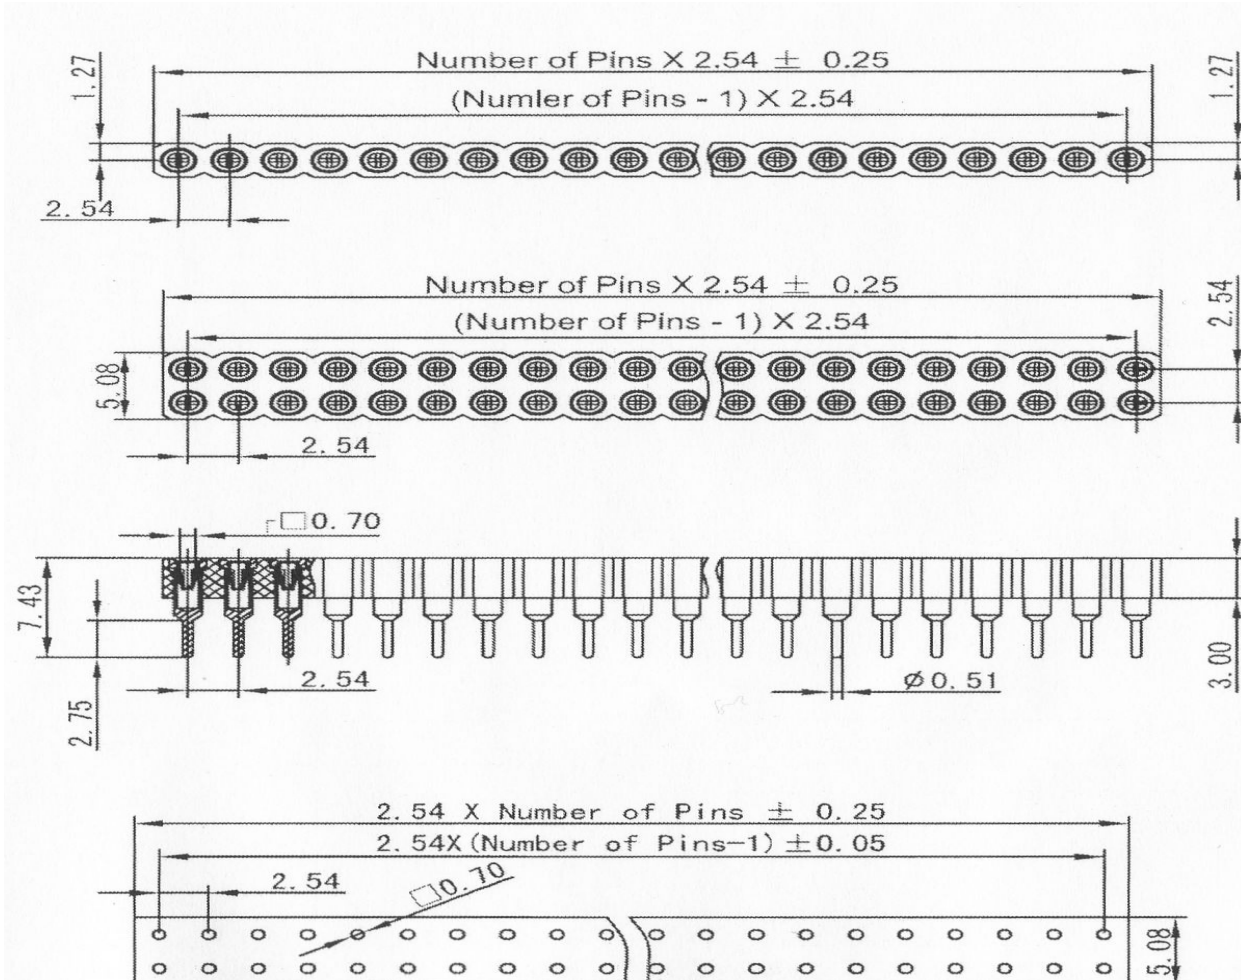 Number of Pins X 2.54 ± 0.25
1.27
1.27
(Numler of Pins - 1) X 2.54
2.54
Number of Pins X 2.54 ± 0.25
2.54
(Number of Pins - 1) X 2.54
5.08
2.54
□0.70
7.43
2.54
Ø0.51
3.00
2.75
2.54 X Number of Pins ± 0.25
2.54X(Number of Pins-1)±0.05
2.54
□0.70
5.08